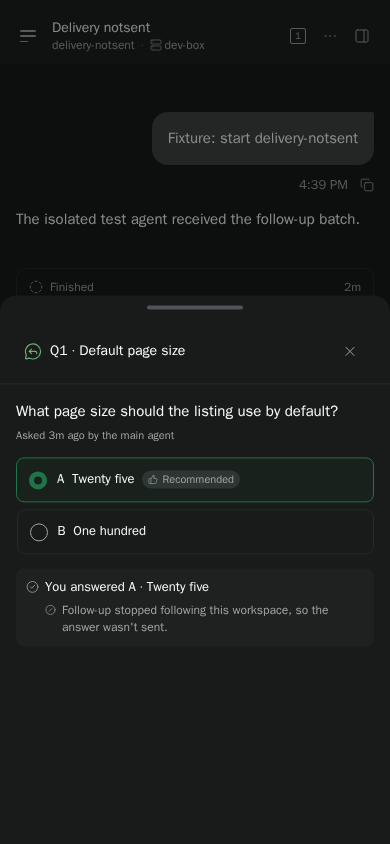 Delivery notsent
delivery-notsent · dev-box
1
Fixture: start delivery-notsent
4:39 PM
The isolated test agent received the follow-up batch.
Finished 2m
Q1 · Default page size
What page size should the listing use by default?
Asked 3m ago by the main agent
A Twenty five Recommended
B One hundred
You answered A · Twenty five
Follow-up stopped following this workspace, so the
answer wasn't sent.